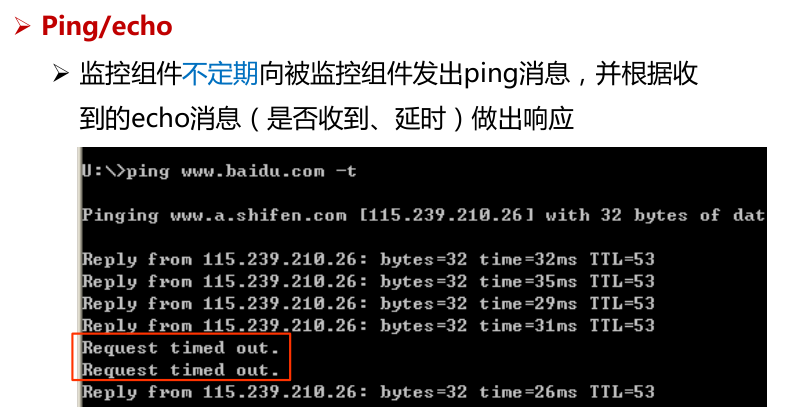 Ping/echo
监控组件不定期向被监控组件发出ping消息，并根据收
到的echo消息（是否收到、延时）做出响应
U:\>ping www.baidu.com -t
Pinging www.a.shifen.com [115.239.210.26] with 32 bytes of dat
Reply from 115.239.210.26: bytes=32 time=32ms TTL=53
Reply from 115.239.210.26: bytes=32 time=35ms TTL=53
Reply from 115.239.210.26: bytes=32 time=29ms TTL=53
Reply from 115.239.210.26: bytes=32 time=31ms TTL=53
Request timed out.
Request timed out.
Reply from 115.239.210.26: bytes=32 time=26ms TTL=53